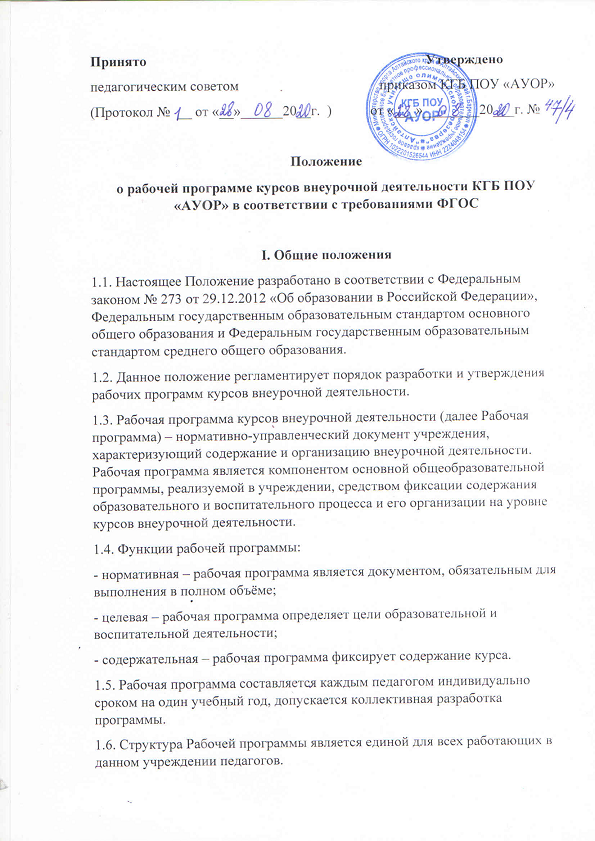 Принято Утверждено
педагогическим советом приказом КГБ ПОУ «АУОР»
(Протокол № 1 от «28» 08 2020г. ) от «28» 08 2020 г. № 47/4
КГБ ПОУ
"АУОР"
Положение
о рабочей программе курсов внеурочной деятельности КГБ ПОУ
«АУОР» в соответствии с требованиями ФГОС
I. Общие положения
1.1. Настоящее Положение разработано в соответствии с Федеральным
законом № 273 от 29.12.2012 «Об образовании в Российской Федерации»,
Федеральным государственным образовательным стандартом основного
общего образования и Федеральным государственным образовательным
стандартом среднего общего образования.
1.2. Данное положение регламентирует порядок разработки и утверждения
рабочих программ курсов внеурочной деятельности.
1.3. Рабочая программа курсов внеурочной деятельности (далее Рабочая
программа) – нормативно-управленческий документ учреждения,
характеризующий содержание и организацию внеурочной деятельности.
Рабочая программа является компонентом основной общеобразовательной
программы, реализуемой в учреждении, средством фиксации содержания
образовательного и воспитательного процесса и его организации на уровне
курсов внеурочной деятельности.
1.4. Функции рабочей программы:
- нормативная – рабочая программа является документом, обязательным для
выполнения в полном объёме;
- целевая – рабочая программа определяет цели образовательной и
воспитательной деятельности;
- содержательная – рабочая программа фиксирует содержание курса.
1.5. Рабочая программа составляется каждым педагогом индивидуально
сроком на один учебный год, допускается коллективная разработка
программы.
1.6. Структура Рабочей программы является единой для всех работающих в
данном учреждении педагогов.